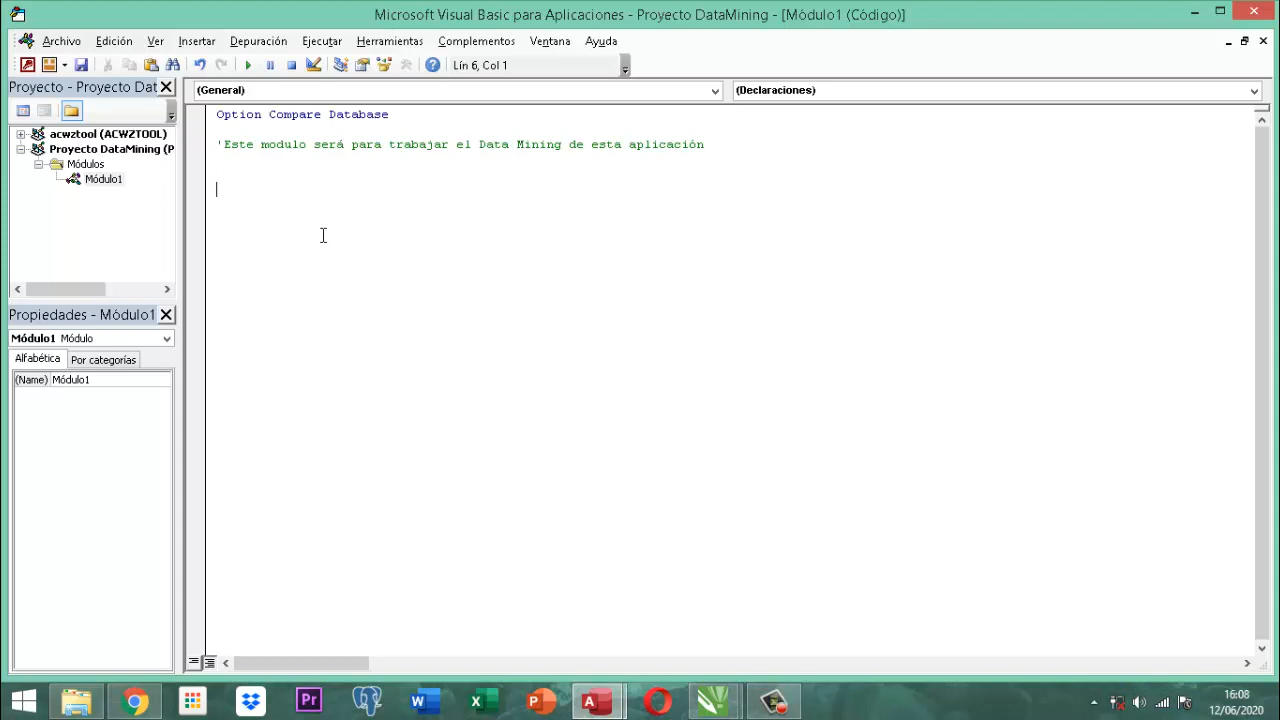 Microsoft Visual Basic para Aplicaciones - Proyecto DataMining - [Módulo1 (Código)]
Archivo Edición Ver Insertar Depuración Ejecutar Herramientas Complementos Ventana Ayuda
Lín 6, Col 1
Proyecto - Proyecto Dat
(General)
(Declaraciones)
acwztool (ACWZTOOL)
Proyecto DataMining (P
Módulos
Módulo1
Option Compare Database
'Este modulo será para trabajar el Data Mining de esta aplicación
Propiedades - Módulo1
Módulo1 Módulo
Alfabética Por categorías
(Name) Módulo1
16:08
12/06/2020